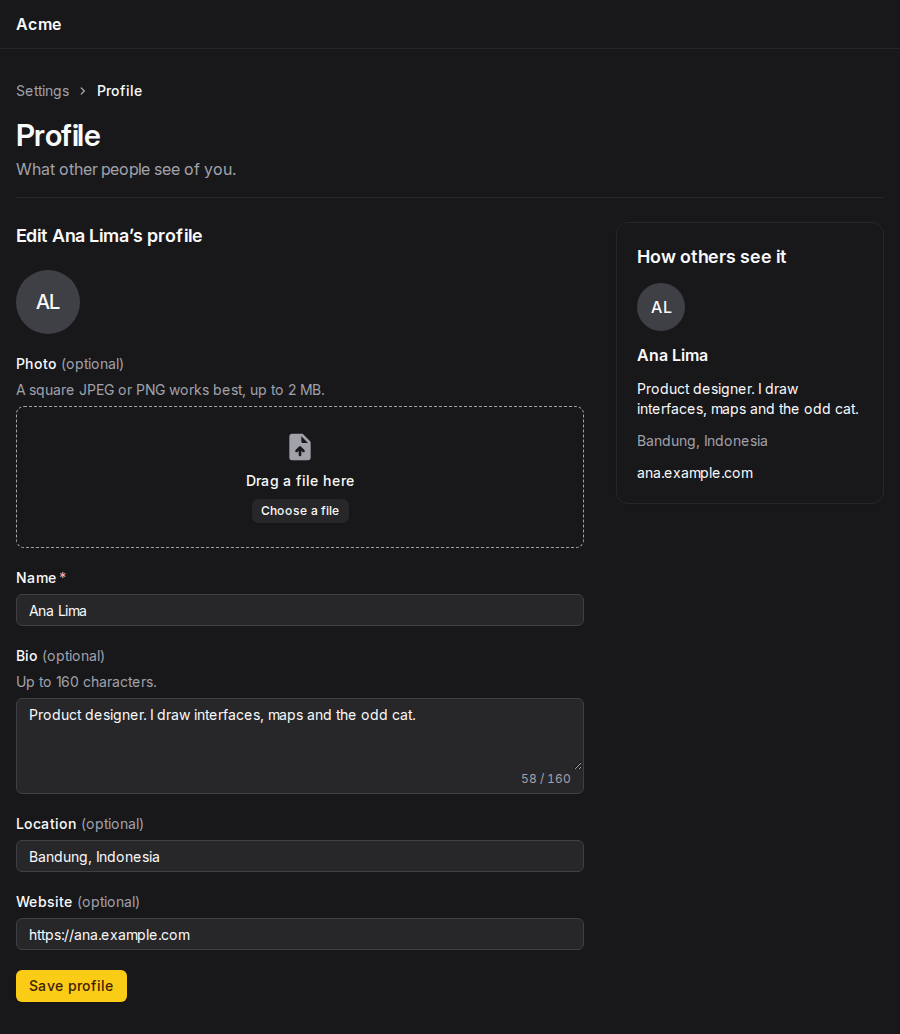 Acme
Settings > Profile
Profile
What other people see of you.
Edit Ana Lima’s profile
AL
Photo (optional)
A square JPEG or PNG works best, up to 2 MB.
Drag a file here
Choose a file
Name *
Ana Lima
Bio (optional)
Up to 160 characters.
Product designer. I draw interfaces, maps and the odd cat.
58 / 160
Location (optional)
Bandung, Indonesia
Website (optional)
https://ana.example.com
Save profile
How others see it
AL
Ana Lima
Product designer. I draw
interfaces, maps and the odd cat.
Bandung, Indonesia
ana.example.com